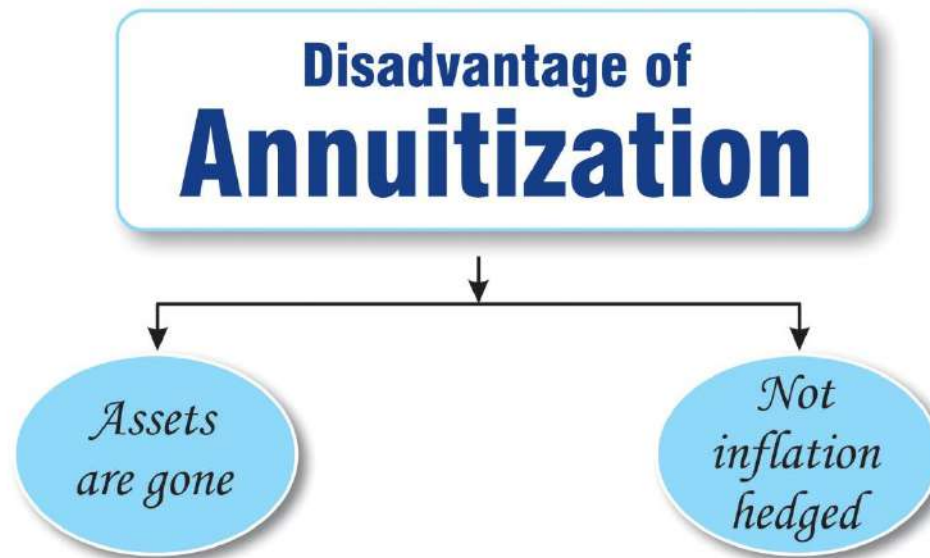 Disadvantage of
Annuitization
Assets
are gone
Not
inflation
hedged